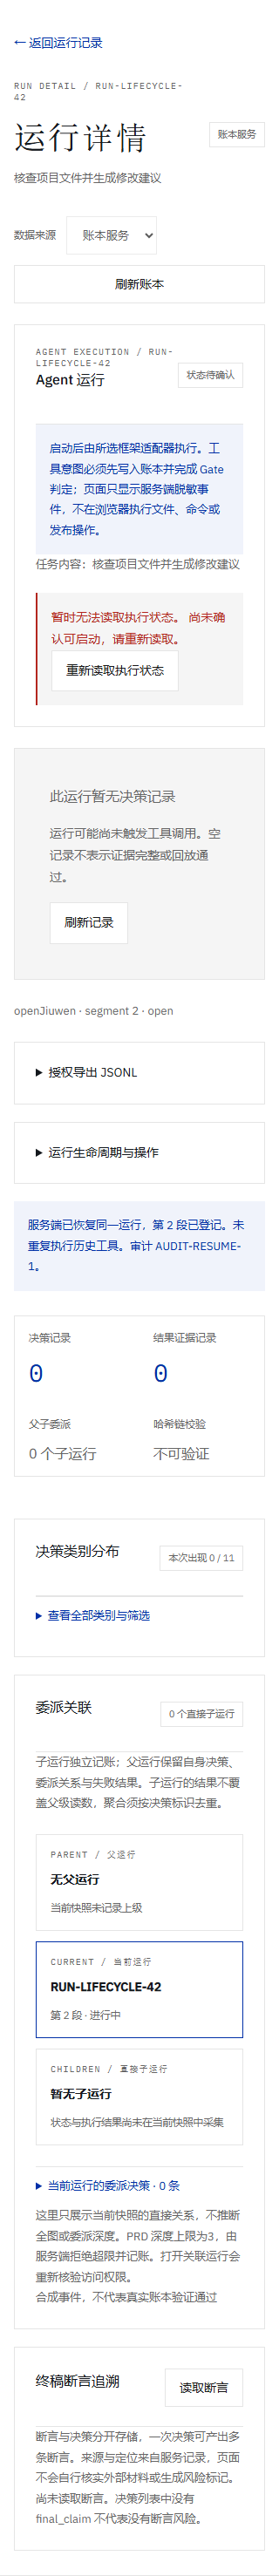 ← 返回运行记录
RUN DETAIL / RUN-LIFECYCLE-
42
运行详情
账本服务
核查项目文件并生成修改建议
数据来源
账本服务
刷新账本
AGENT EXECUTION / RUN-
LIFECYCLE-42
Agent 运行
状态待确认
启动后由所选框架适配器执行。工
具意图必须先写入账本并完成 Gate
判定；页面只显示服务端脱敏事
件，不在浏览器执行文件、命令或
发布操作。
任务内容：核查项目文件并生成修改建议
暂时无法读取执行状态。 尚未确
认可启动，请重新读取。
重新读取执行状态
此运行暂无决策记录
运行可能尚未触发工具调用。空
记录不表示证据完整或回放通
过。
刷新记录
openJiuwen · segment 2 · open
▶ 授权导出 JSONL
▶ 运行生命周期与操作
服务端已恢复同一运行，第 2 段已登记。未
重复执行历史工具。审计 AUDIT-RESUME-
1。
决策记录
0
结果证据记录
0
父子委派
0 个子运行
哈希链校验
不可验证
决策类别分布
本次出现 0 / 11
▶ 查看全部类别与筛选
委派关联
0 个直接子运行
子运行独立记账；父运行保留自身决策、
委派关系与失败结果。子运行的结果不覆
盖父级读数，聚合须按决策标识去重。
PARENT / 父运行
无父运行
当前快照未记录上级
CURRENT / 当前运行
RUN-LIFECYCLE-42
第 2 段 · 进行中
CHILDREN / 直接子运行
暂无子运行
状态与执行结果尚未在当前快照中采集
▶ 当前运行的委派决策 · 0 条
这里只展示当前快照的直接关系，不推断
全图或委派深度。PRD 深度上限为3，由
服务端拒绝超限并记账。打开关联运行会
重新核验访问权限。
合成事件，不代表真实账本验证通过
终稿断言追溯
读取断言
断言与决策分开存储，一次决策可产出多
条断言。来源与定位来自服务记录，页面
不会自行核实外部材料或生成风险标记。
尚未读取断言。决策列表中没有
final_claim 不代表没有断言风险。